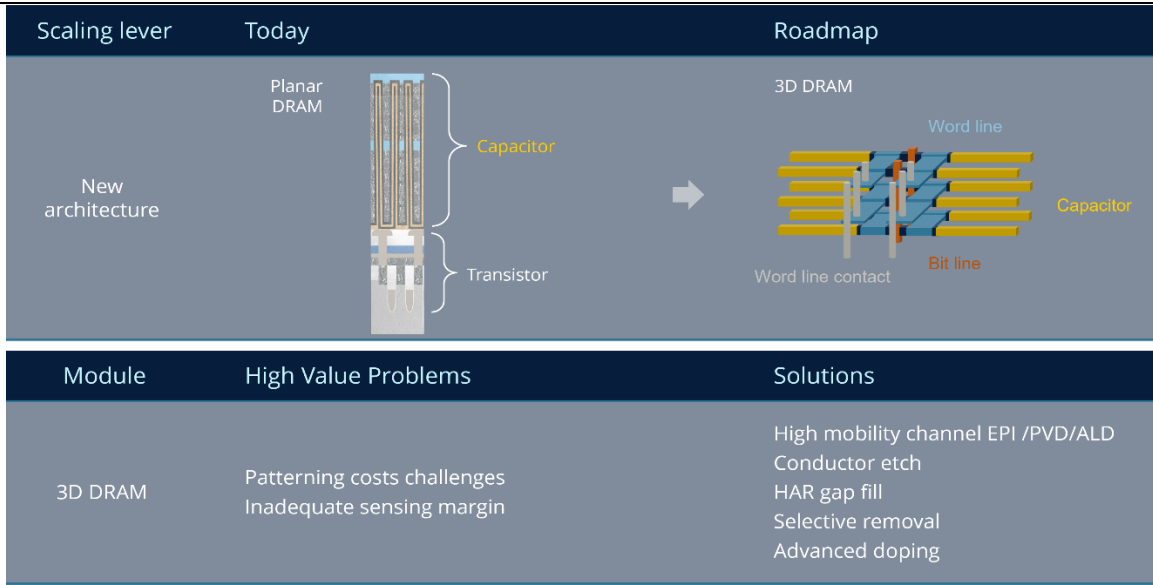 Scaling lever
Today
Roadmap
New
architecture
Planar
DRAM
Capacitor
Transistor
3D DRAM
Word line
Capacitor
Bit line
Word line contact
Module
High Value Problems
Solutions
3D DRAM
Patterning costs challenges
Inadequate sensing margin
High mobility channel EPI /PVD/ALD
Conductor etch
HAR gap fill
Selective removal
Advanced doping